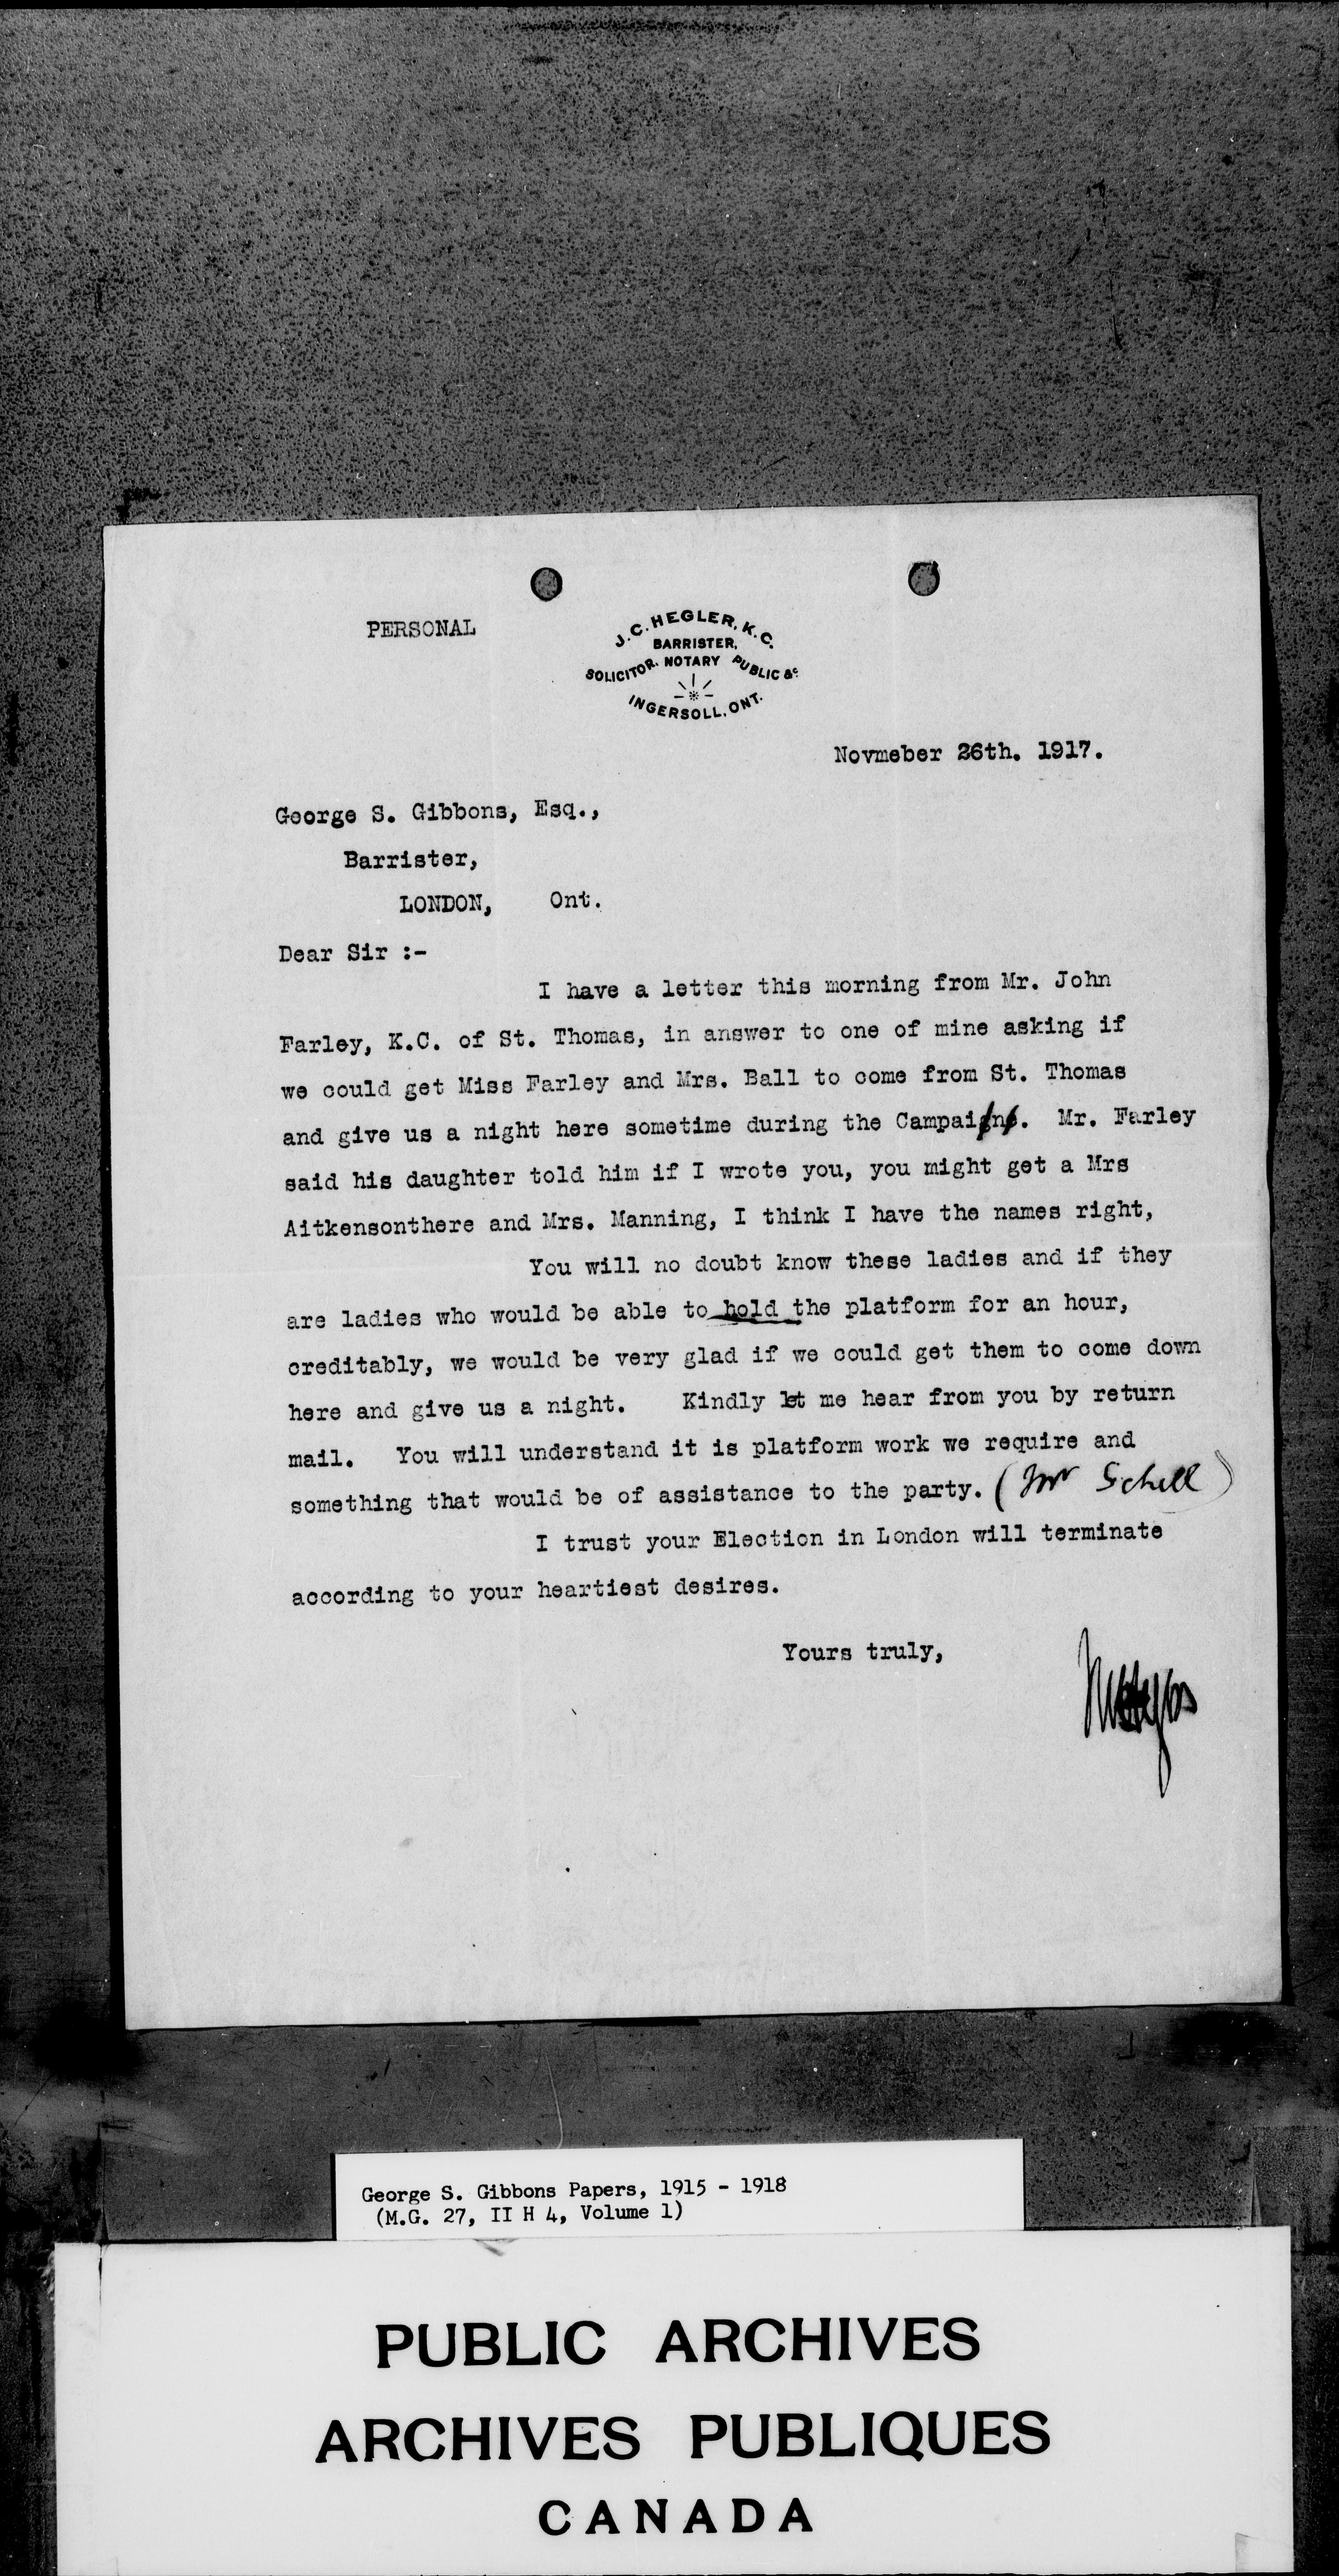 PERSONAL
J. C. HEGLER, K. C.
BARRISTER,
SOLICITOR, NOTARY PUBLIC &c
INGERSOLL, ONT.
Novmeber 26th. 1917.
George S. Gibbons, Esq.,
Barrister,
LONDON, Ont.
Dear Sir :-
I have a letter this morning from Mr. John
Farley, K.C. of St. Thomas, in answer to one of mine asking if
we could get Miss Farley and Mrs. Ball to come from St. Thomas
and give us a night here sometime during the Campaign. Mr. Farley
said his daughter told him if I wrote you, you might get a Mrs
Aitkensonthere and Mrs. Manning, I think I have the names right,
You will no doubt know these ladies and if they
are ladies who would be able to hold the platform for an hour,
creditably, we would be very glad if we could get them to come down
here and give us a night. Kindly let me hear from you by return
mail. You will understand it is platform work we require and
something that would be of assistance to the party. ( Schell )
I trust your Election in London will terminate
according to your heartiest desires.
Yours truly,
George S. Gibbons Papers, 1915 - 1918
(M.G. 27, II H 4, Volume 1)
PUBLIC ARCHIVES
ARCHIVES PUBLIQUES
CANADA